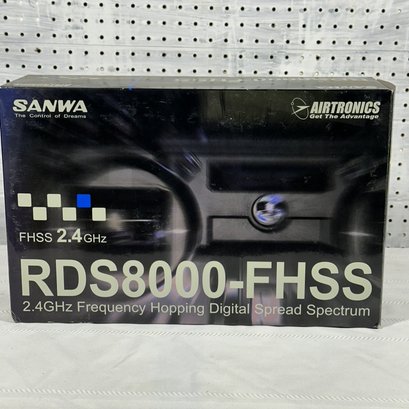 SANWA
The Control of Dreams
AIRTRONICS
Get The Advantage
FHSS 2.4GHz
RDS8000-FHSS
2.4GHz Frequency Hopping Digital Spread Spectrum